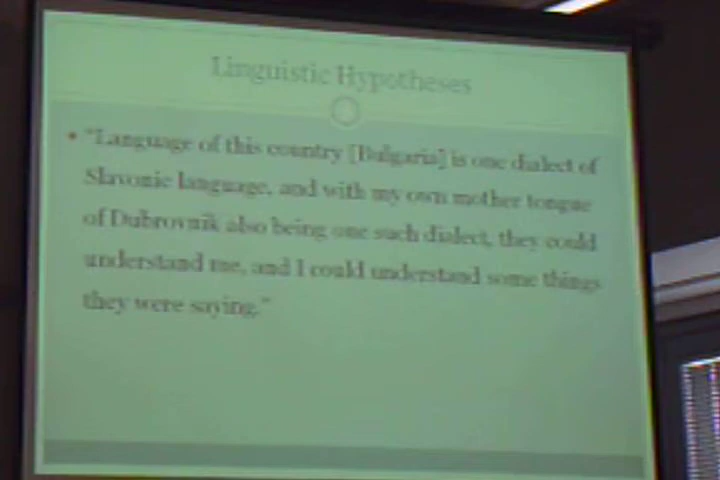 Linguistic Hypotheses
• "Language of this country [Bulgaria] is one dialect of
Slavonic language, and with my own mother tongue
of Dubrovnik also being one such dialect, they could
understand me, and I could understand some things
they were saying."